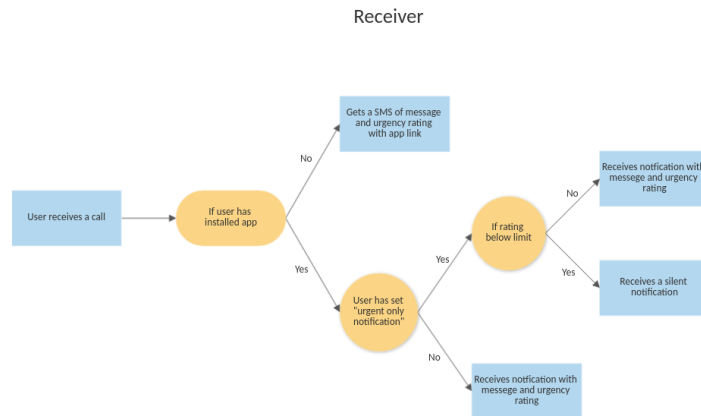 Receiver
Gets a SMS of message
and urgency rating
with app link
No
User receives a call
If user has
installed app
Yes
User has set
"urgent only
notification"
Yes
If rating
below limit
No
Receives notfication with
messege and urgency
rating
Yes
Receives a silent
notification
No
Receives notfication with
messege and urgency
rating